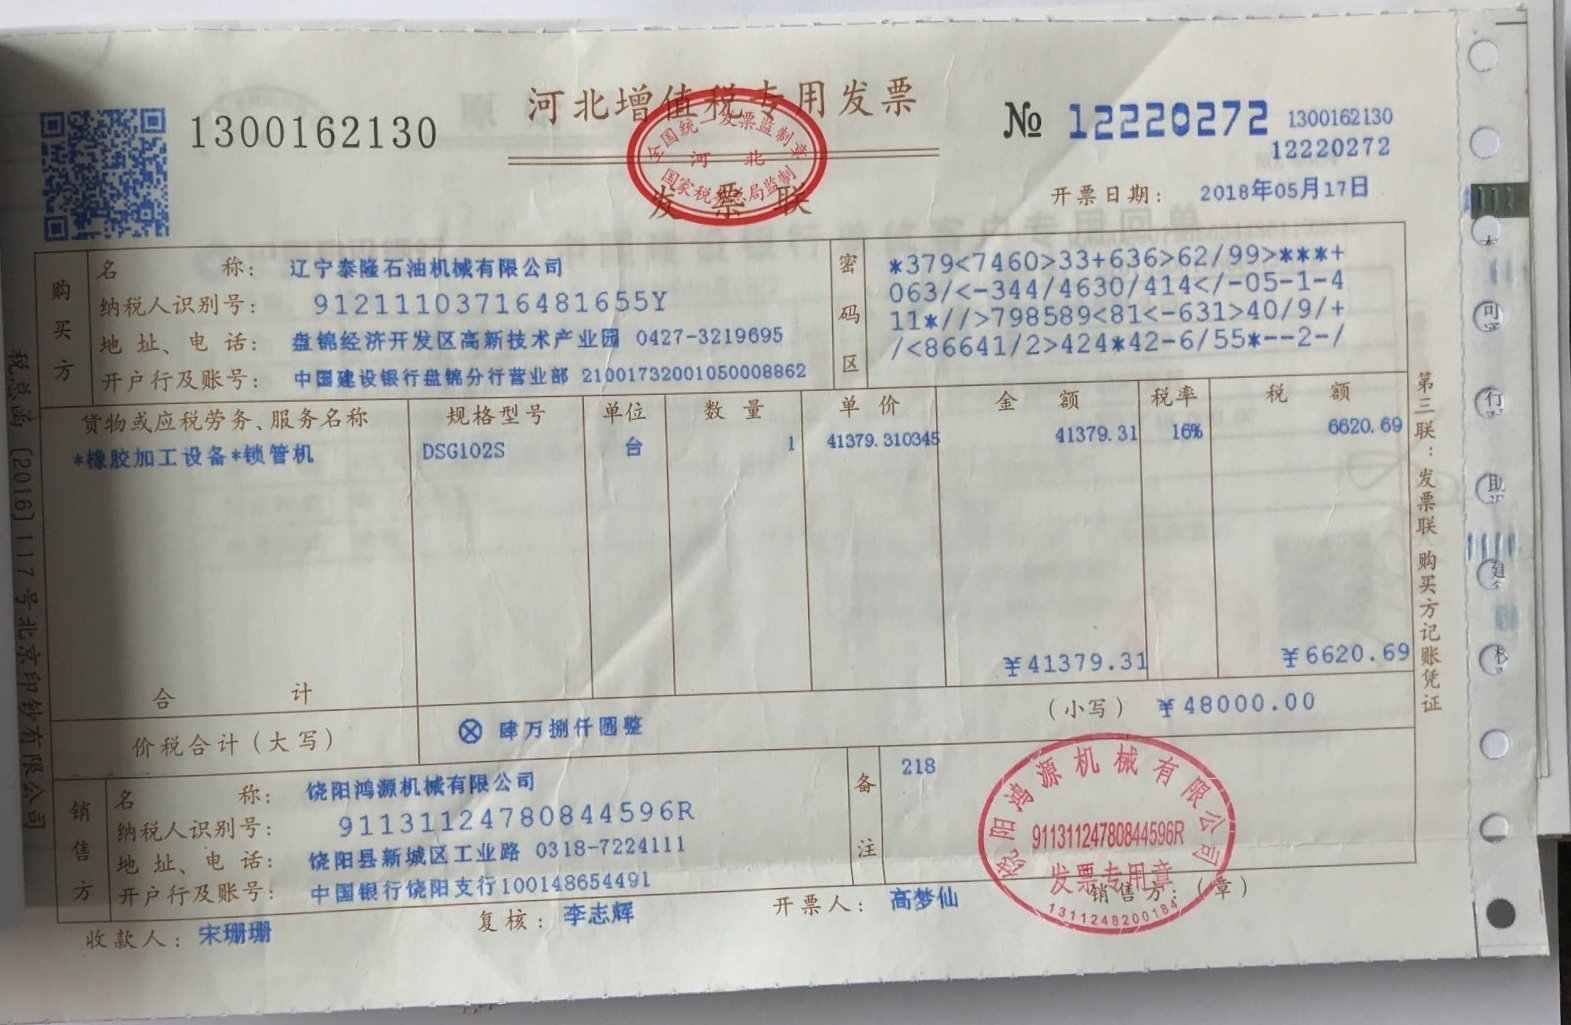 1300162130
河北增值税专用发票
全国统一发票监制章
河北
国家税务总局监制
发票联
№ 12220272
1300162130
12220272
开票日期: 2018年05月17日
购买方
名称: 辽宁泰隆石油机械有限公司
纳税人识别号: 91211103716481655Y
地址、电话: 盘锦经济开发区高新技术产业园 0427-3219695
开户行及账号: 中国建设银行盘锦分行营业部 21001732001050008862
密码区
*379<7460>33+636>62/99>***+
063/<-344/4630/414</-05-1-4
11*//>798589<81<-631>40/9/+
/<86641/2>424*42-6/55*--2-/
货物或应税劳务、服务名称 规格型号 单位 数量 单价 金额 税率 税额
*橡胶加工设备*锁管机 DSG102S 台 1 41379.310345 41379.31 16% 6620.69
合计 ¥41379.31 ¥6620.69
价税合计(大写) ⊗肆万捌仟圆整 (小写) ¥48000.00
销售方
名称: 饶阳鸿源机械有限公司
纳税人识别号: 91131124780844596R
地址、电话: 饶阳县新城区工业路 0318-7224111
开户行及账号: 中国银行饶阳支行100148654491
备注
218
饶阳鸿源机械有限公司
91131124780844596R
发票专用章
1311248200184
收款人: 宋珊珊 复核: 李志辉 开票人: 高梦仙 销售方:(章)
第三联:发票联 购买方记账凭证
税总函[2016]117号北京印钞有限公司